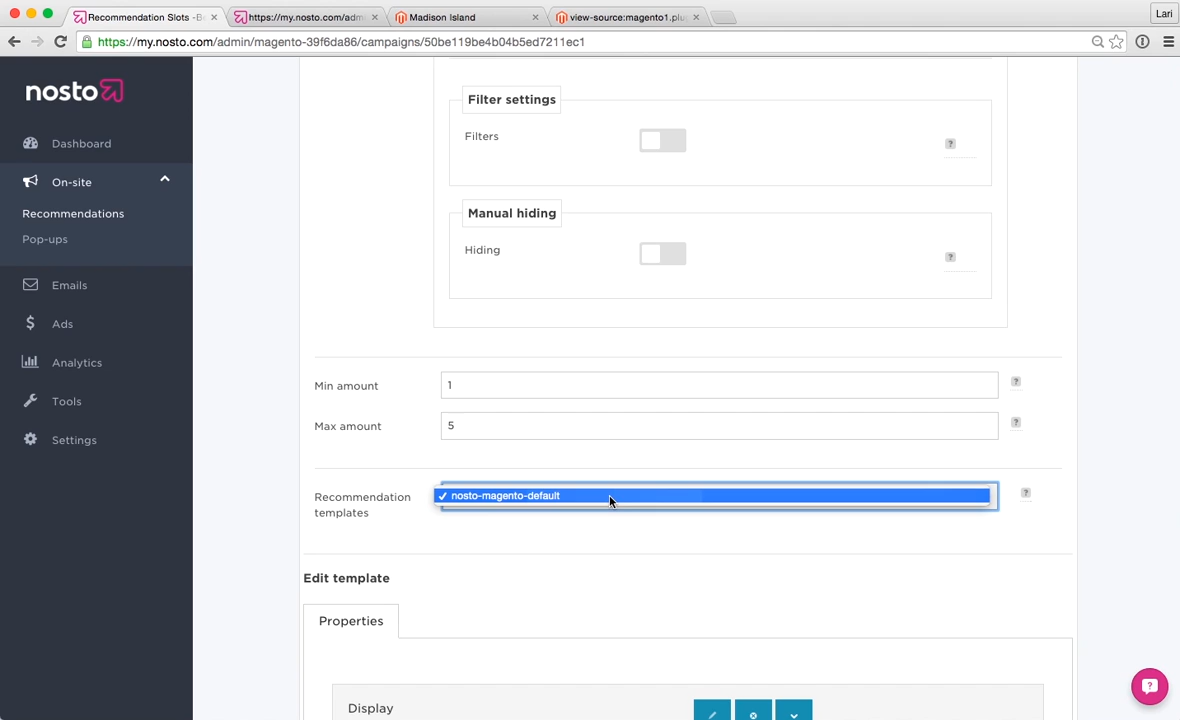 Recommendation Slots - B
https://my.nosto.com/adm
Madison Island
view-source:magento1.plu
Lari
https://my.nosto.com/admin/magento-39f6da86/campaigns/50be119be4b04b5ed7211ec1
nosto
Dashboard
On-site
Recommendations
Pop-ups
Emails
Ads
Analytics
Tools
Settings
Filter settings
Filters
?
Manual hiding
Hiding
?
Min amount
1
?
Max amount
5
?
Recommendation
templates
✓ nosto-magento-default
?
Edit template
Properties
Display